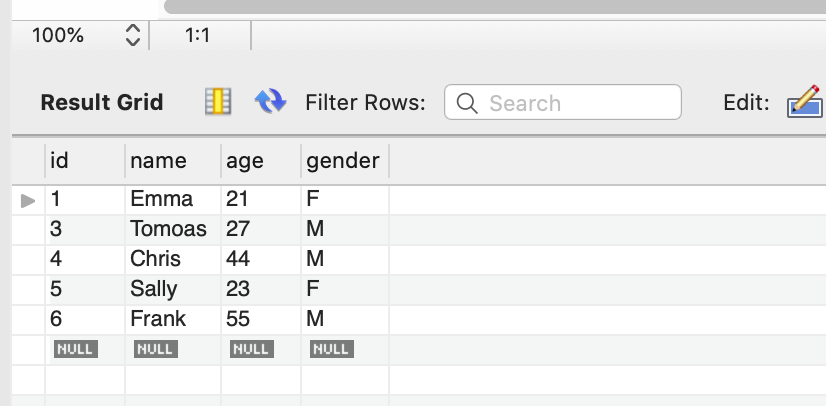 100% 1:1
Result Grid Filter Rows: Search Edit:
id name age gender
1 Emma 21 F
3 Tomoas 27 M
4 Chris 44 M
5 Sally 23 F
6 Frank 55 M
NULL NULL NULL NULL